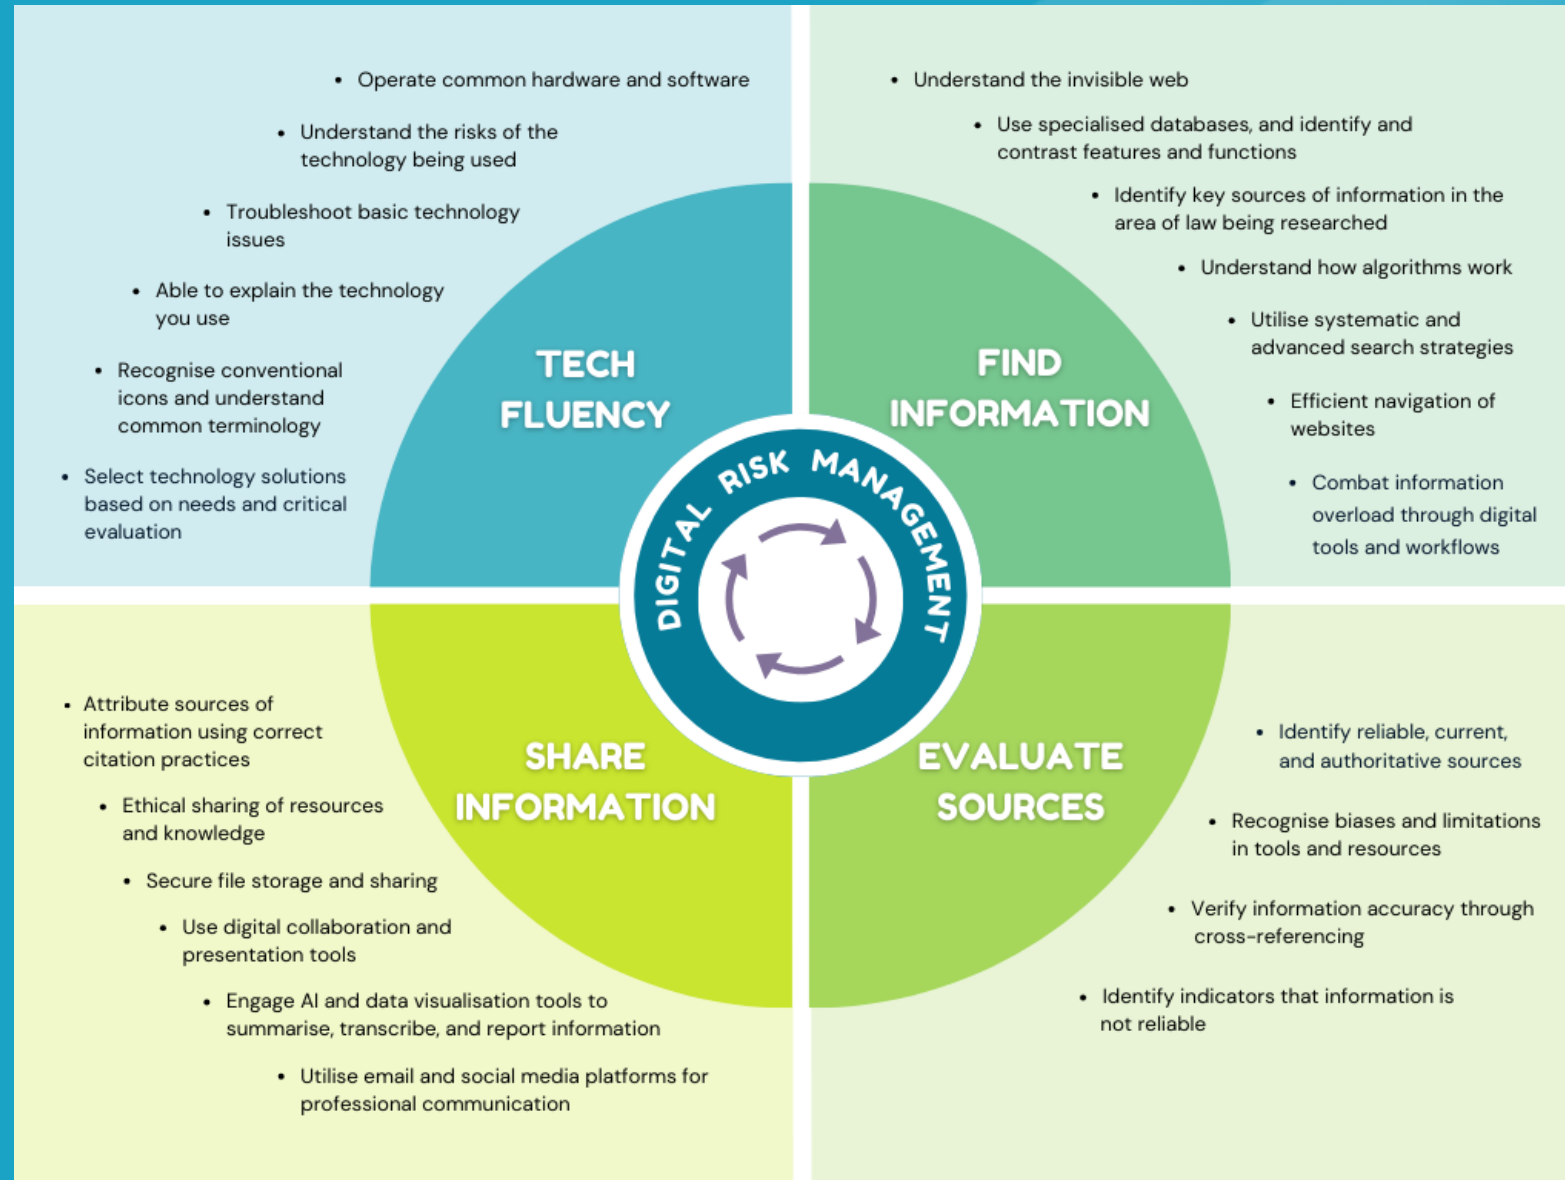 • Operate common hardware and software
• Understand the risks of the
technology being used
• Troubleshoot basic technology
issues
• Able to explain the technology
you use
• Recognise conventional
icons and understand
common terminology
• Select technology solutions
based on needs and critical
evaluation
TECH
FLUENCY
• Understand the invisible web
• Use specialised databases, and identify and
contrast features and functions
• Identify key sources of information in the
area of law being researched
• Understand how algorithms work
• Utilise systematic and
advanced search strategies
• Efficient navigation of
websites
• Combat information
overload through digital
tools and workflows
FIND
INFORMATION
DIGITAL RISK MANAGEMENT
• Attribute sources of
information using correct
citation practices
• Ethical sharing of resources
and knowledge
• Secure file storage and sharing
• Use digital collaboration and
presentation tools
• Engage AI and data visualisation tools to
summarise, transcribe, and report information
• Utilise email and social media platforms for
professional communication
SHARE
INFORMATION
EVALUATE
SOURCES
• Identify reliable, current,
and authoritative sources
• Recognise biases and limitations
in tools and resources
• Verify information accuracy through
cross-referencing
• Identify indicators that information is
not reliable